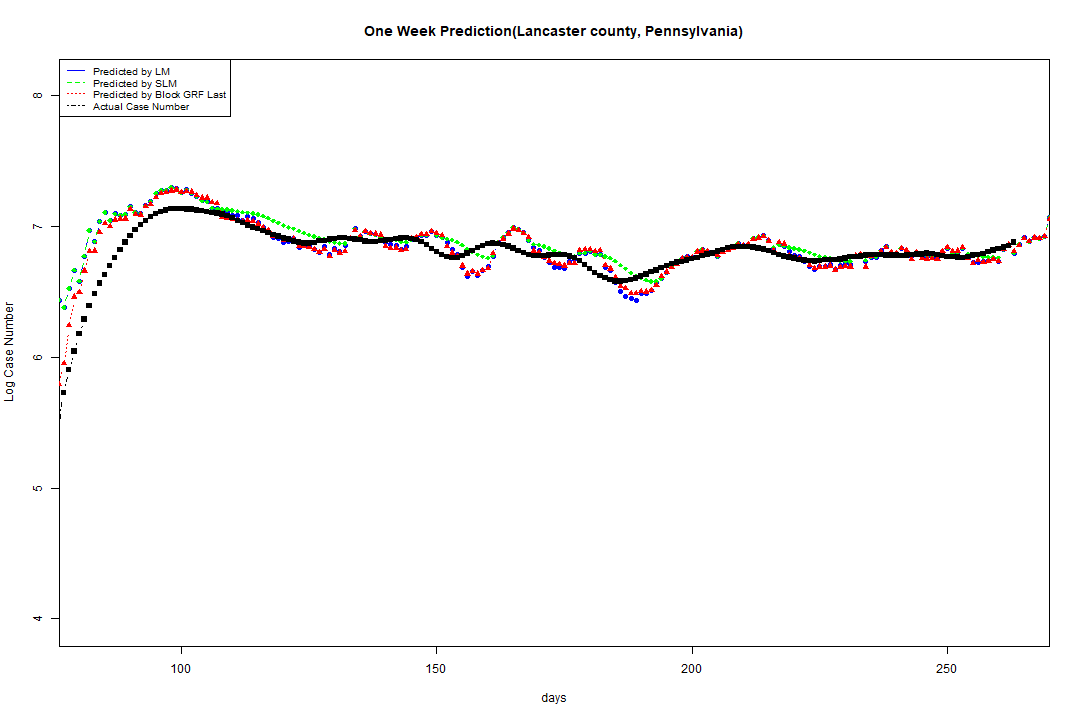 One Week Prediction(Lancaster county, Pennsylvania)
Predicted by LM
Predicted by SLM
Predicted by Block GRF Last
Actual Case Number
8
7
6
5
4
Log Case Number
100
150
200
250
days